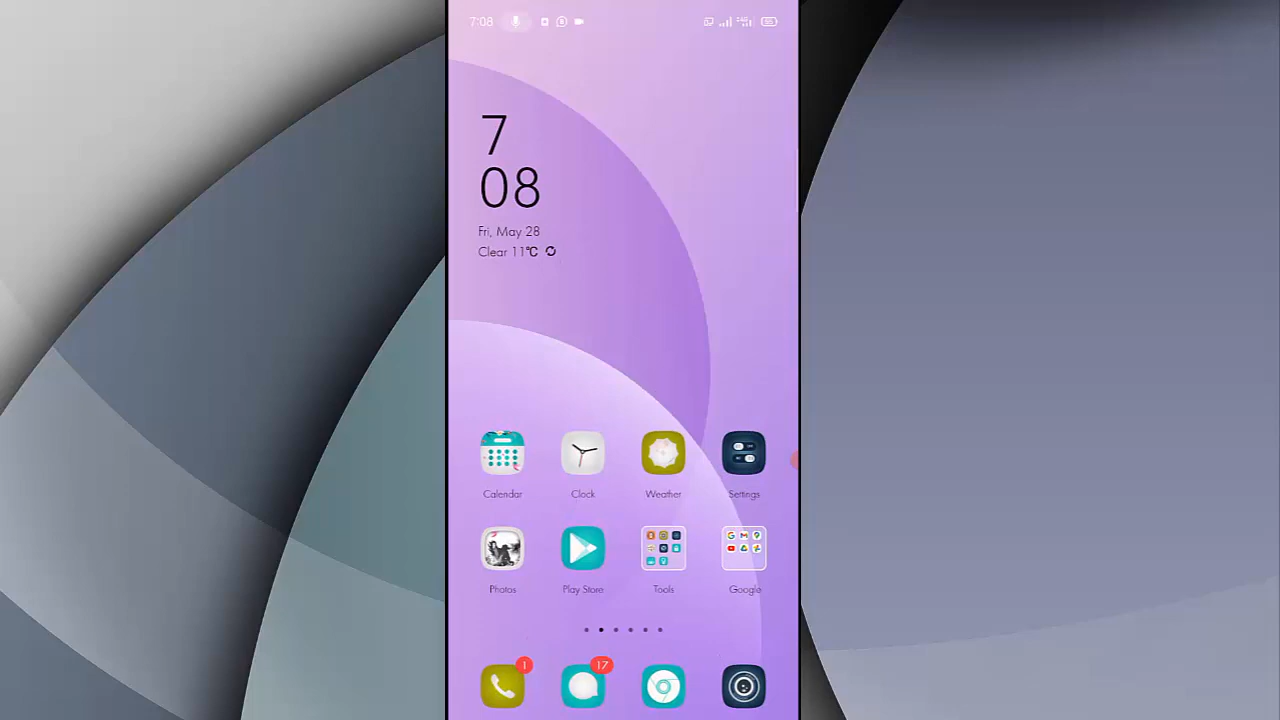 7:08
7
08
Fri, May 28
Clear 11℃
Calendar
Clock
Weather
Settings
Photos
Play Store
Tools
Google
1
17